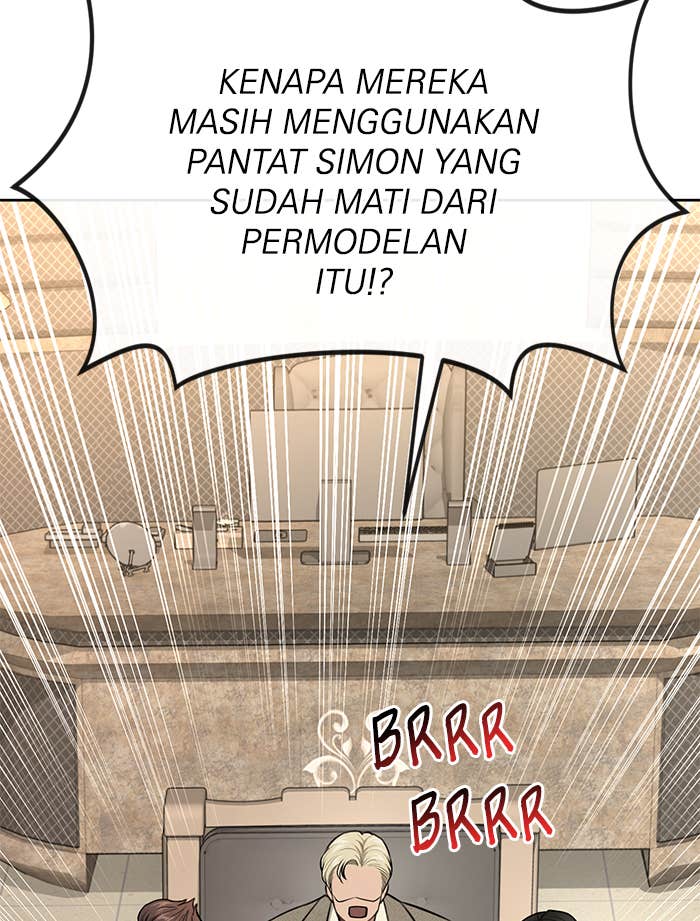 KENAPA MEREKA
MASIH MENGGUNAKAN
PANTAT SIMON YANG
SUDAH MATI DARI
PERMODELAN
ITU!?
BRRR
BRRR